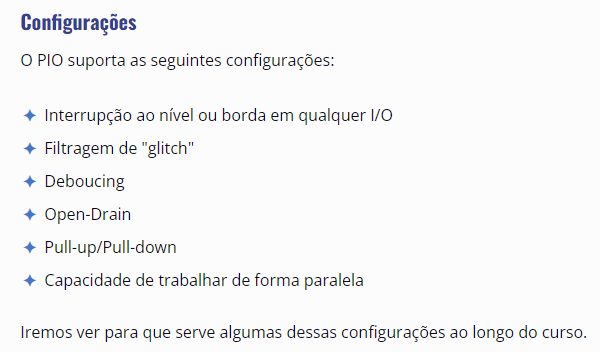 Configurações
O PIO suporta as seguintes configurações:
Interrupção ao nível ou borda em qualquer I/O
Filtragem de "glitch"
Deboucing
Open-Drain
Pull-up/Pull-down
Capacidade de trabalhar de forma paralela
Iremos ver para que serve algumas dessas configurações ao longo do curso.